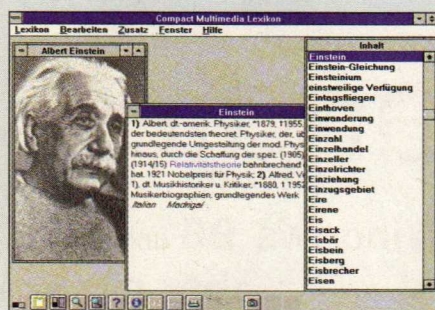 Compact Multimedia Lexikon
Lexikon Bearbeiten Zusatz Fenster Hilfe
Albert Einstein
Einstein
1) Albert, dt.-amerik. Physiker, *1879, †1955,
der bedeutendsten theoret. Physiker, der, üb
grundlegende Umgestaltung der mod. Phys
hinaus, durch die Schaffung der spez. (1905)
(1914/15) Relativitätstheorie bahnbrechend
hat. 1921 Nobelpreis für Physik; 2) Alfred, V
1), dt. Musikhistoriker u. Kritiker, *1880, † 1952
Musikerbiographien, grundlegendes Werk
Italian Madrigal .
Inhalt
Einstein
Einstein-Gleichung
Einsteinium
einstweilige Verfügung
Eintagsfliegen
Einthoven
Einwanderung
Einwendung
Einzahl
Einzelhandel
Einzeller
Einzelrichter
Einziehung
Einzugsgebiet
Eire
Eirene
Eis
Eisack
Eisbär
Eisbein
Eisberg
Eisbrecher
Eisen